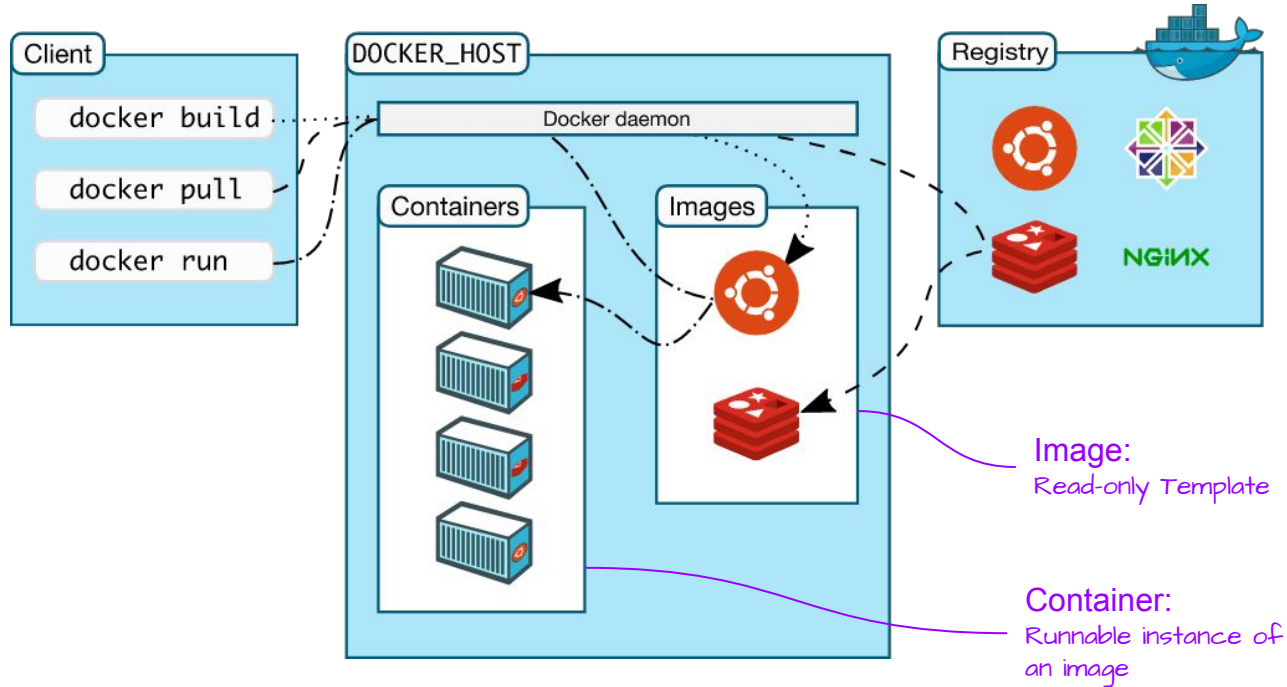 Client
docker build
docker pull
docker run
DOCKER_HOST
Docker daemon
Containers
Images
Registry
NGINX
Image:
Read-only Template
Container:
Runnable instance of
an image